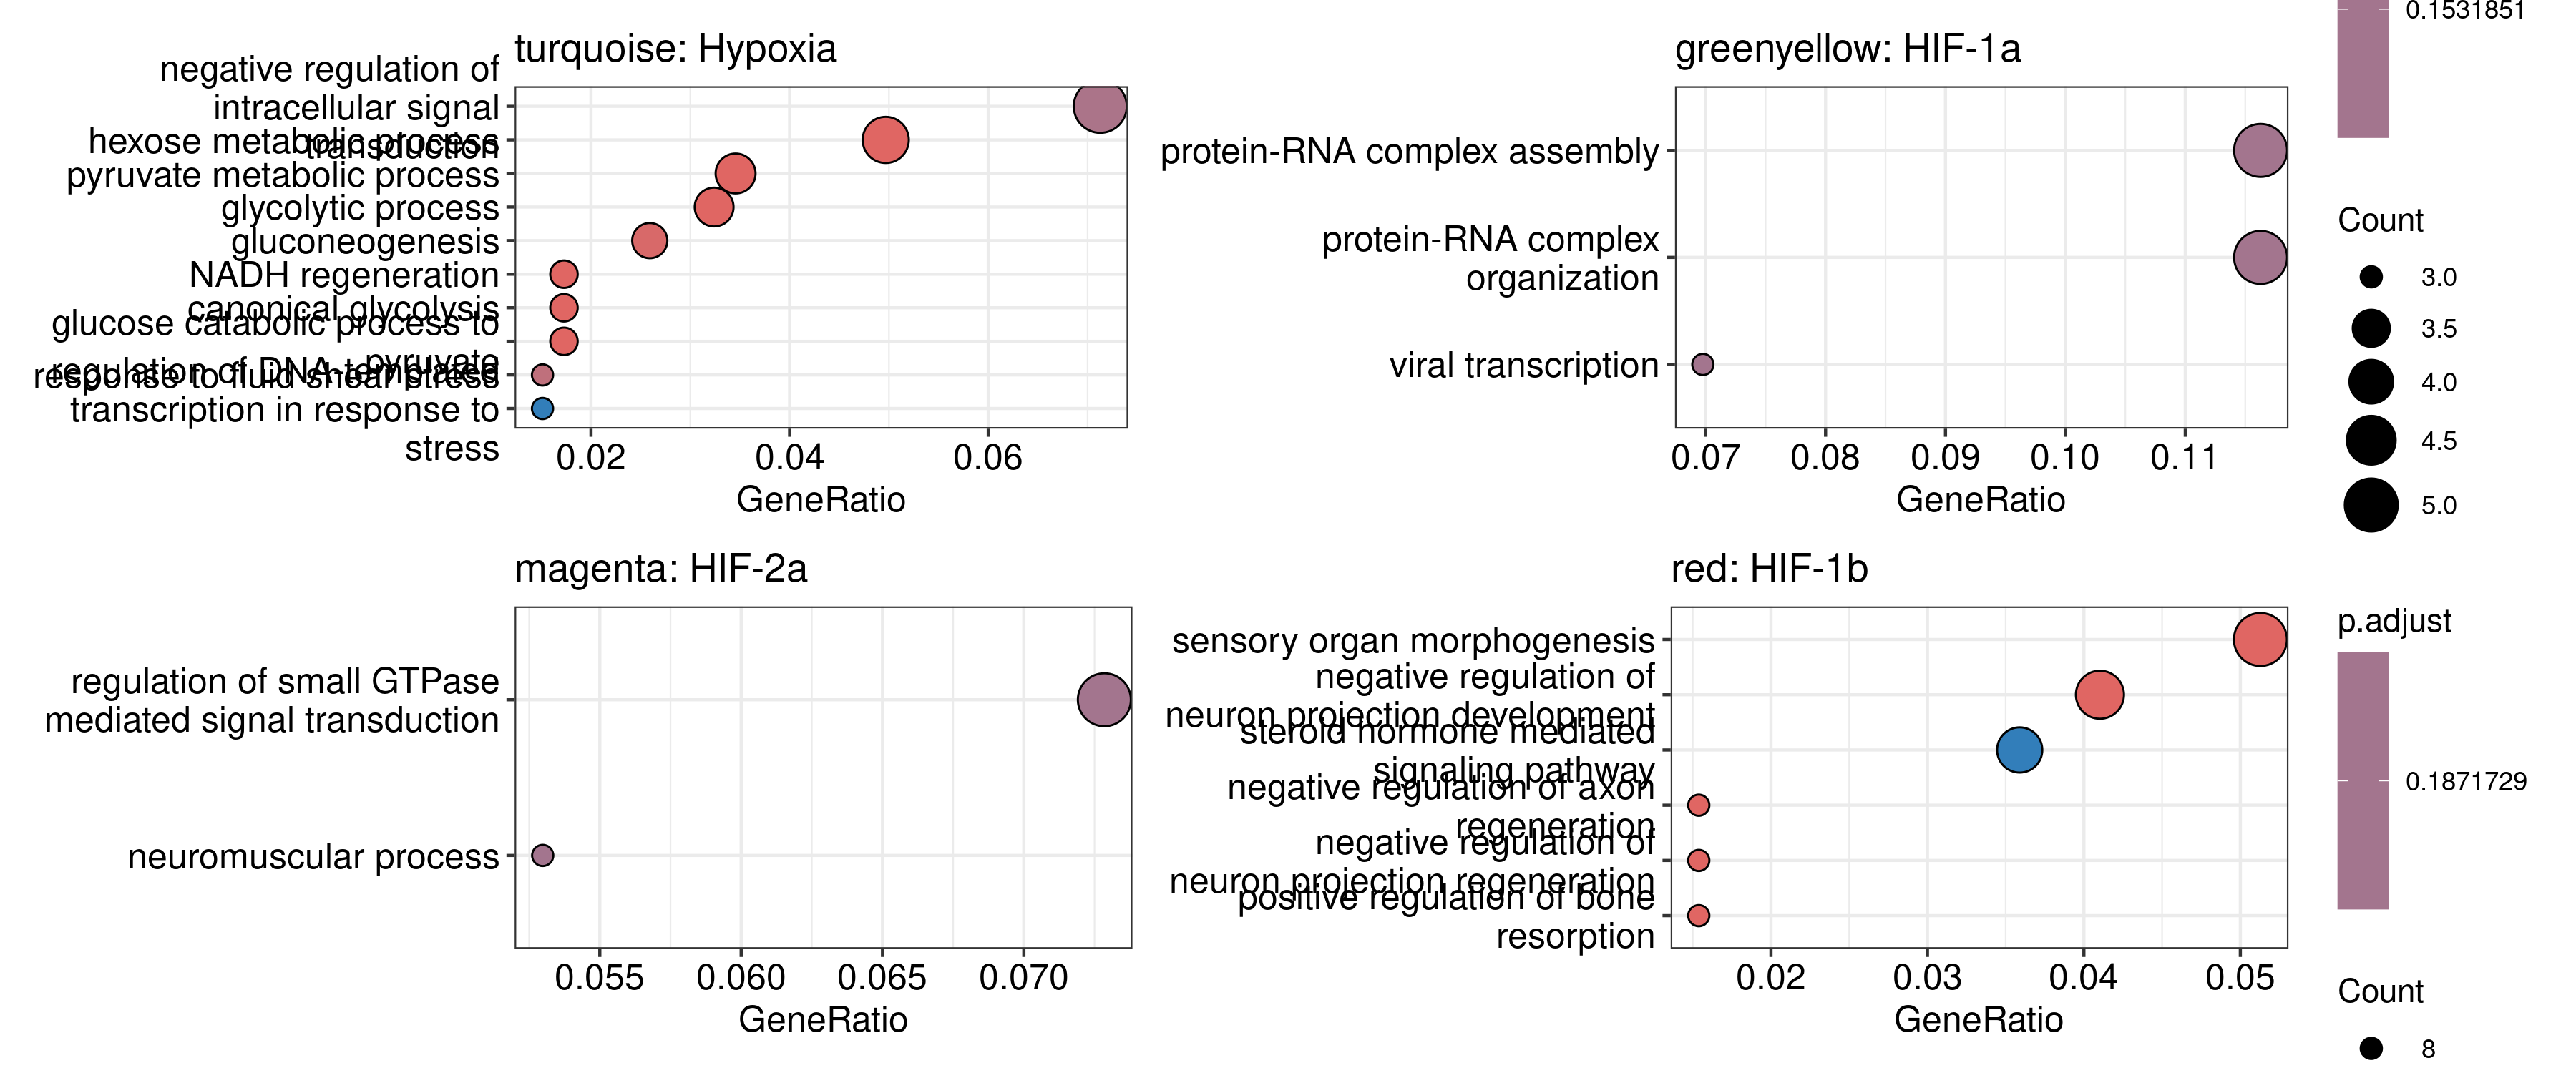 turquoise: Hypoxia
negative regulation of
intracellular signal
transduction
hexose metabolic process
pyruvate metabolic process
glycolytic process
gluconeogenesis
NADH regeneration
canonical glycolysis
glucose catabolic process to
pyruvate
response to fluid shear stress
regulation of DNA-templated
transcription in response to
stress
0.02
0.04
0.06
GeneRatio
greenyellow: HIF-1a
protein-RNA complex assembly
protein-RNA complex
organization
viral transcription
0.07
0.08
0.09
0.10
0.11
GeneRatio
0.1531851
Count
3.0
3.5
4.0
4.5
5.0
magenta: HIF-2a
regulation of small GTPase
mediated signal transduction
neuromuscular process
0.055
0.060
0.065
0.070
GeneRatio
red: HIF-1b
sensory organ morphogenesis
negative regulation of
neuron projection development
steroid hormone mediated
signaling pathway
negative regulation of axon
regeneration
negative regulation of
neuron projection regeneration
positive regulation of bone
resorption
0.02
0.03
0.04
0.05
GeneRatio
p.adjust
0.1871729
Count
8